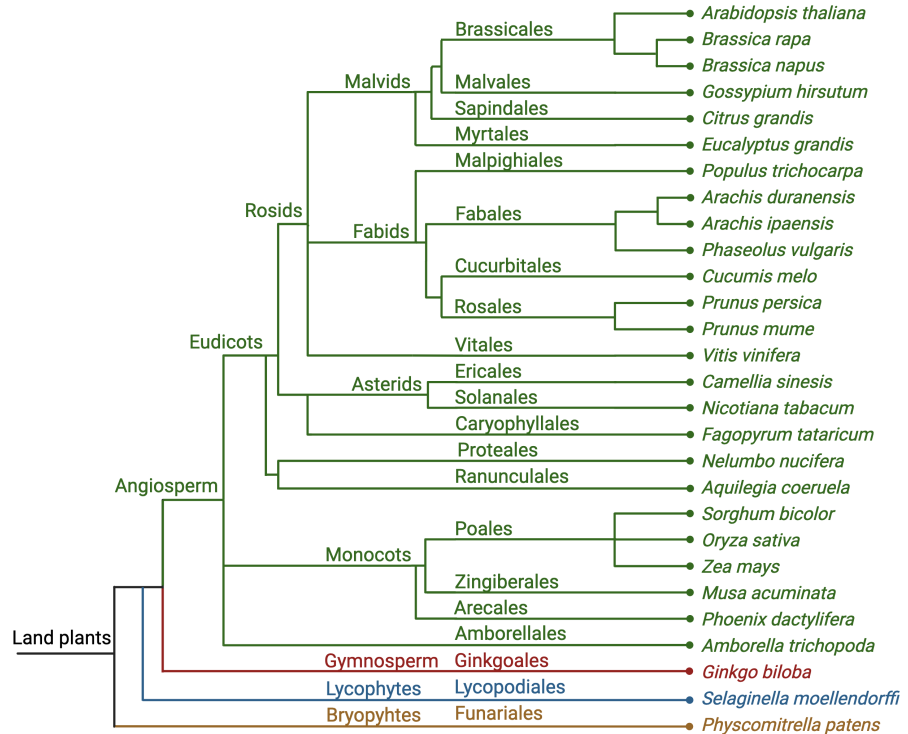 Brassicales
Arabidopsis thaliana
Brassica rapa
Brassica napus
Malvids
Malvales
Gossypium hirsutum
Sapindales
Citrus grandis
Myrtales
Eucalyptus grandis
Malpighiales
Populus trichocarpa
Rosids
Fabids
Fabales
Arachis duranensis
Arachis ipaensis
Phaseolus vulgaris
Cucurbitales
Cucumis melo
Rosales
Prunus persica
Prunus mume
Eudicots
Vitales
Vitis vinifera
Asterids
Ericales
Camellia sinesis
Solanales
Nicotiana tabacum
Caryophyllales
Fagopyrum tataricum
Proteales
Nelumbo nucifera
Angiosperm
Ranunculales
Aquilegia coeruela
Monocots
Poales
Sorghum bicolor
Oryza sativa
Zea mays
Zingiberales
Musa acuminata
Arecales
Phoenix dactylifera
Land plants
Amborellales
Amborella trichopoda
Gymnosperm Ginkgoales Ginkgo biloba
Lycophytes Lycopodiales Selaginella moellendorffi
Bryopyhtes Funariales Physcomitrella patens